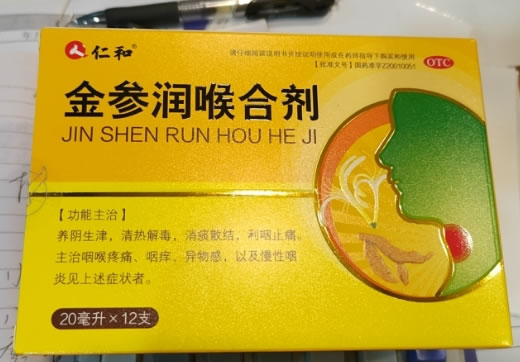 仁和®
请仔细阅读说明书并按说明使用或在药师指导下购买和使用
【批准文号】国药准字Z20010051
OTC
金参润喉合剂
JIN SHEN RUN HOU HE JI
【功能主治】
养阴生津，清热解毒，消痰散结，利咽止痛。
主治咽喉疼痛、咽痒、异物感，以及慢性咽
炎见上述症状者。
20毫升×12支